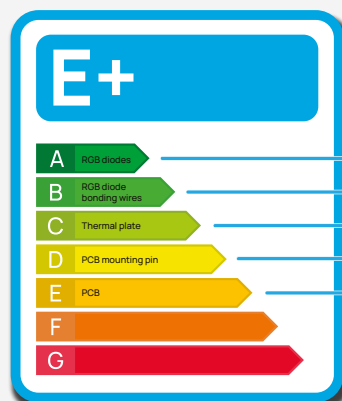 E+
A RGB diodes
B RGB diode
bonding wires
C Thermal plate
D PCB mounting pin
E PCB
F
G